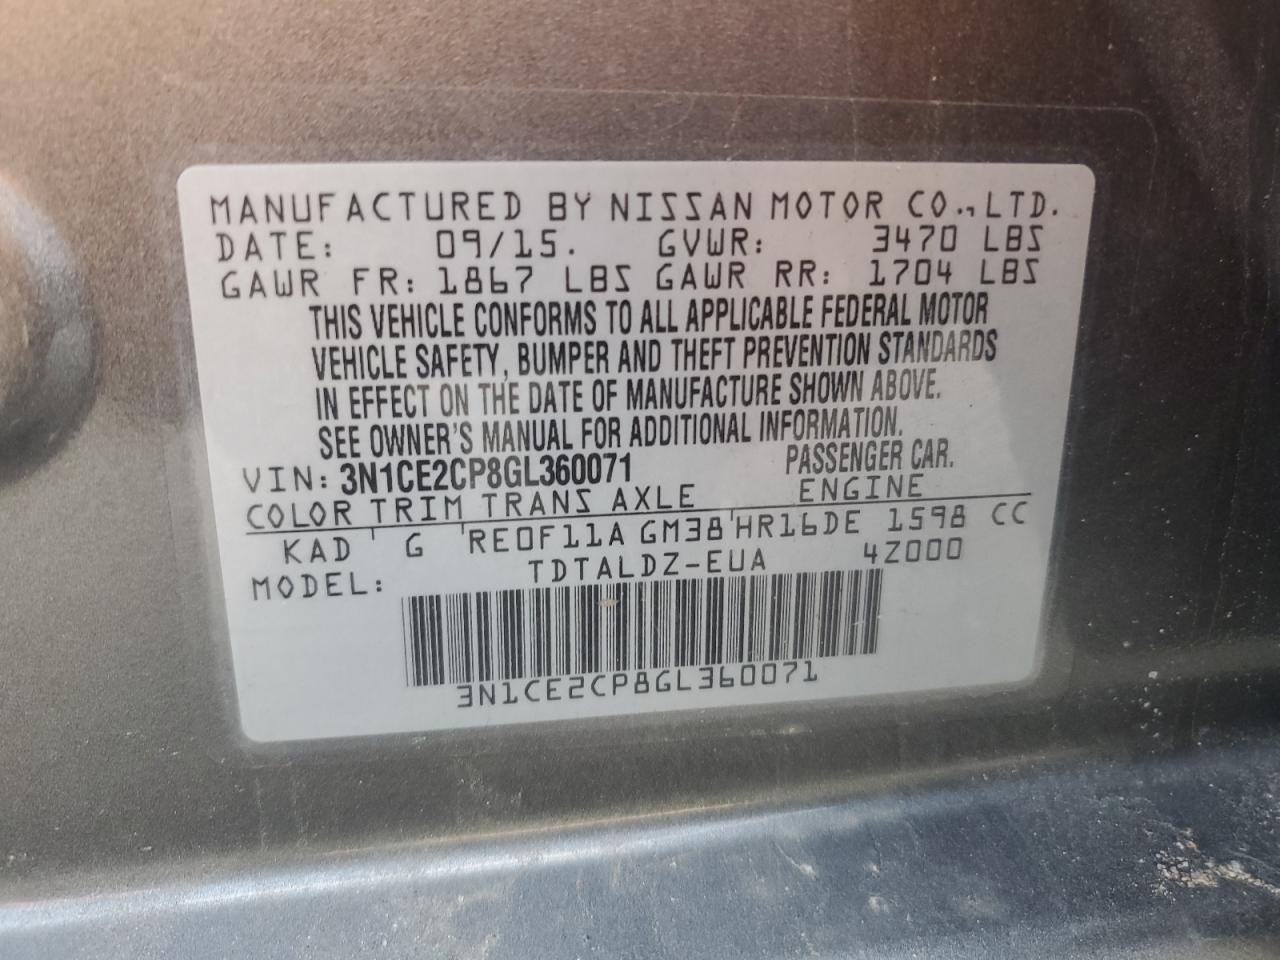 MANUFACTURED BY NISSAN MOTOR CO.,LTD.
DATE: 09/15. GVWR: 3470 LBS
GAWR FR: 1867 LBS GAWR RR: 1704 LBS
THIS VEHICLE CONFORMS TO ALL APPLICABLE FEDERAL MOTOR
VEHICLE SAFETY, BUMPER AND THEFT PREVENTION STANDARDS
IN EFFECT ON THE DATE OF MANUFACTURE SHOWN ABOVE.
SEE OWNER'S MANUAL FOR ADDITIONAL INFORMATION.
VIN: 3N1CE2CP8GL360071 PASSENGER CAR.
COLOR TRIM TRANS AXLE ENGINE
KAD G RE0F11A GM38 HR16DE 1598 CC
MODEL: TDTALDZ-EUA 4Z000
3N1CE2CP8GL360071